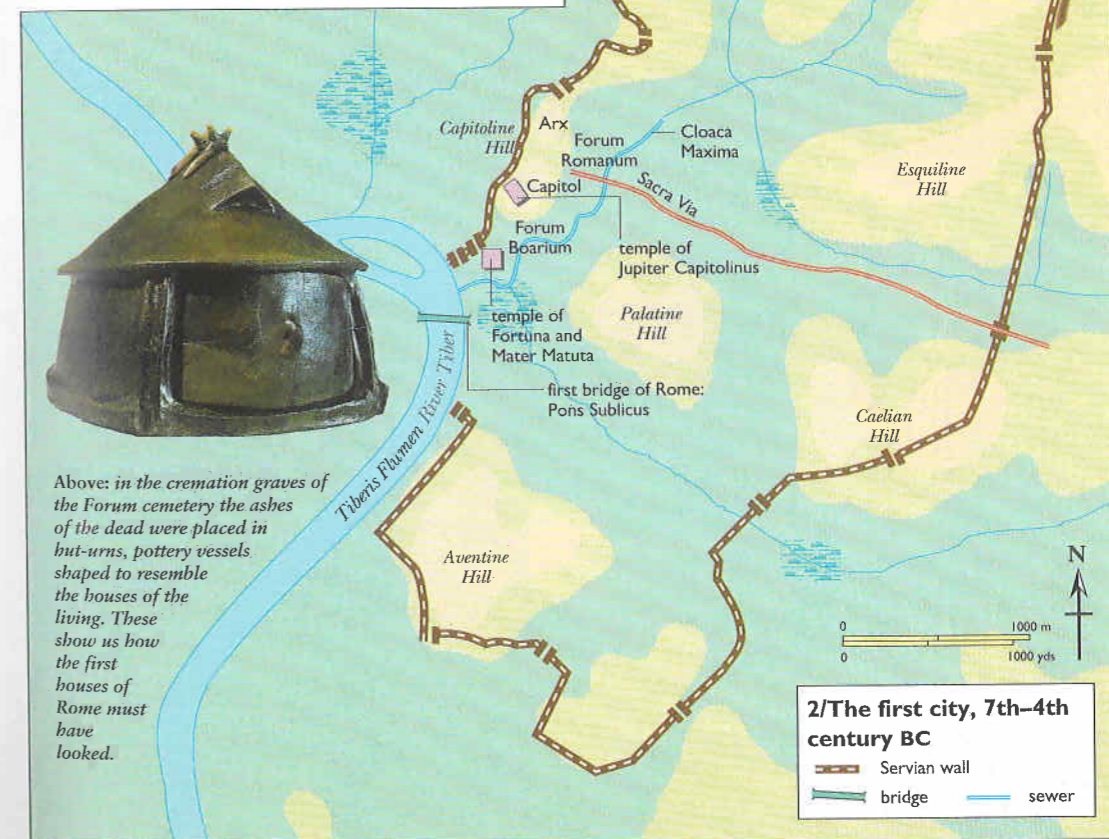 Capitoline
Hill
Arx
Forum
Romanum
Cloaca
Maxima
Esquiline
Hill
Capitol
Sacra Via
Forum
Boarium
temple of
Jupiter Capitolinus
temple of
Fortuna and
Mater Matuta
Palatine
Hill
first bridge of Rome:
Pons Sublicus
Tiberis Flumen River Tiber
Caelian
Hill
Above: in the cremation graves of
the Forum cemetery the ashes
of the dead were placed in
hut-urns, pottery vessels
shaped to resemble
the houses of the
living. These
show us how
the first
houses of
Rome must
have
looked.
Aventine
Hill
N
0 1000 m
0 1000 yds
2/The first city, 7th–4th
century BC
Servian wall
bridge sewer